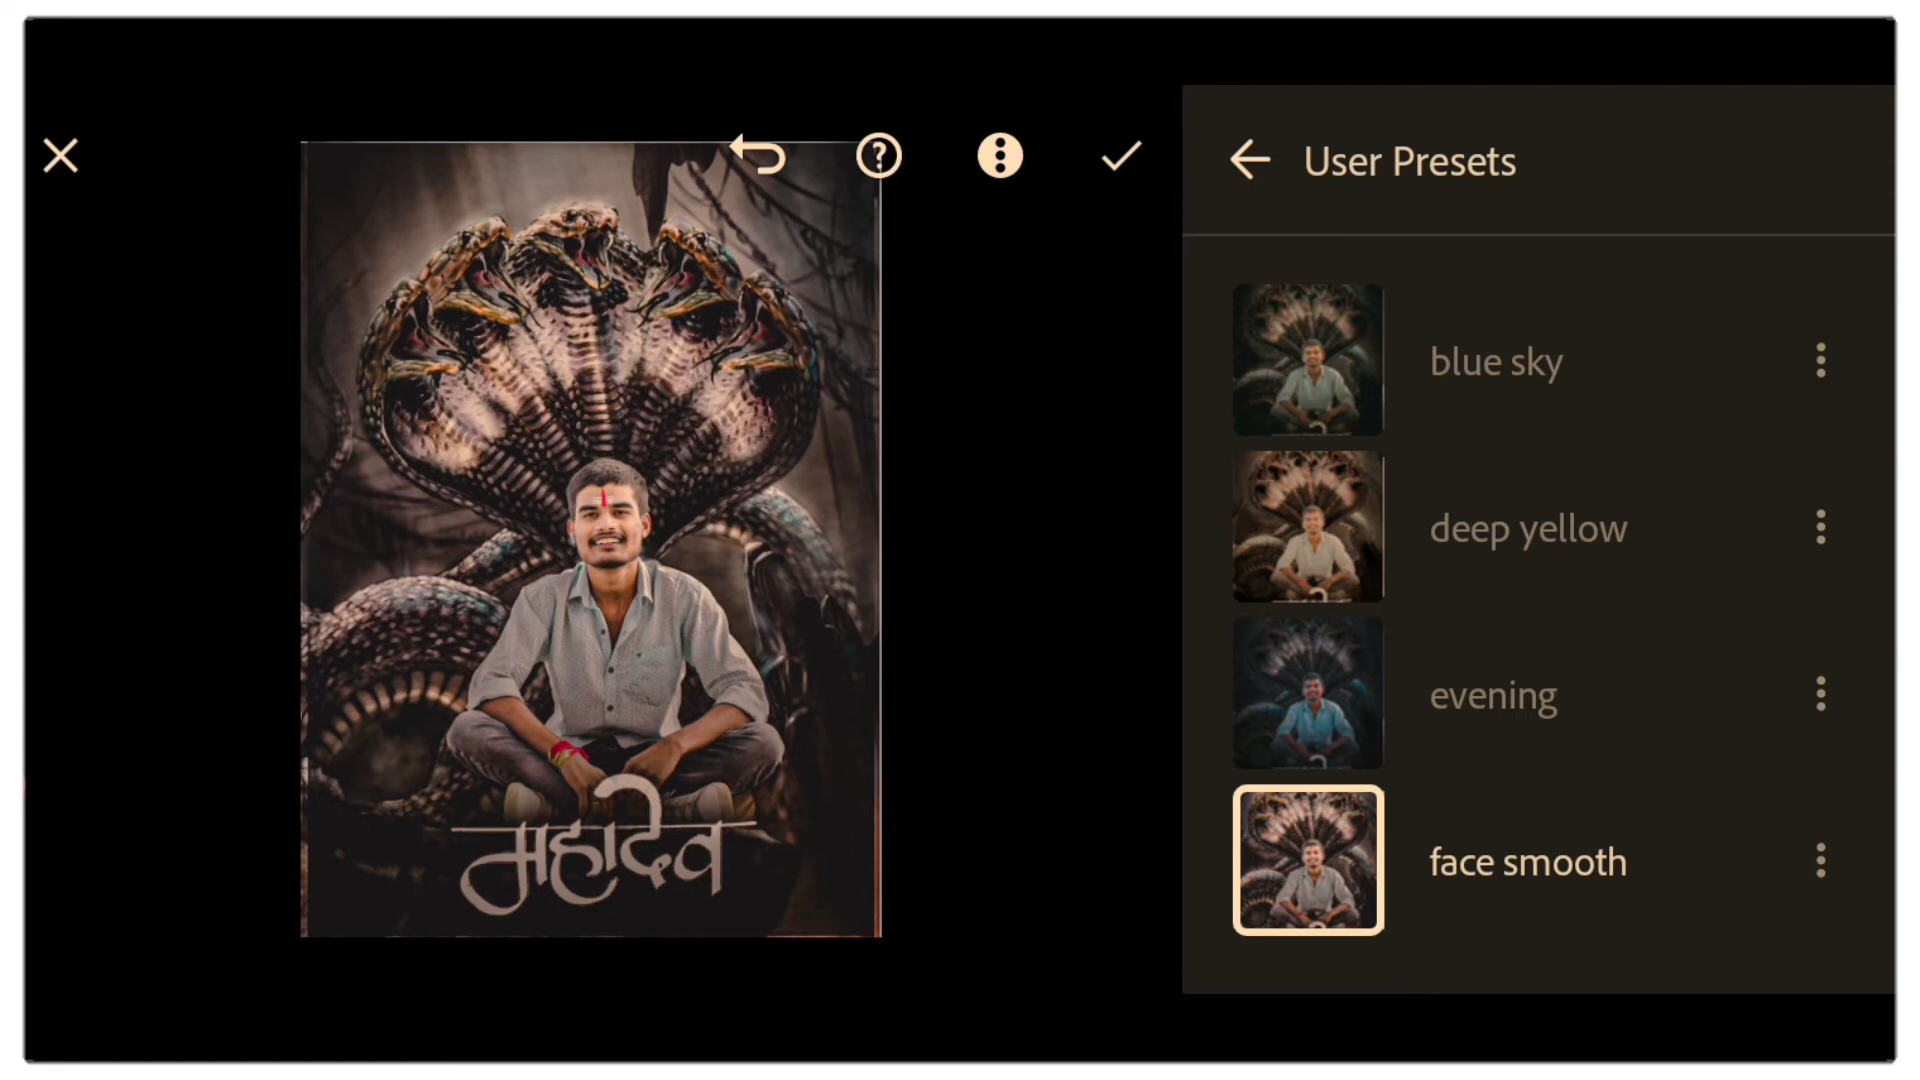 User Presets
blue sky
deep yellow
evening
face smooth
महादेव